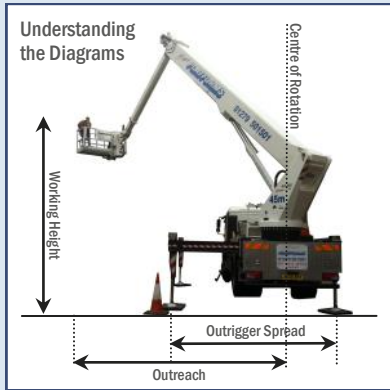 Understanding
the Diagrams
Centre of Rotation
01270 501501
45m
Working Height
Outrigger Spread
Outreach